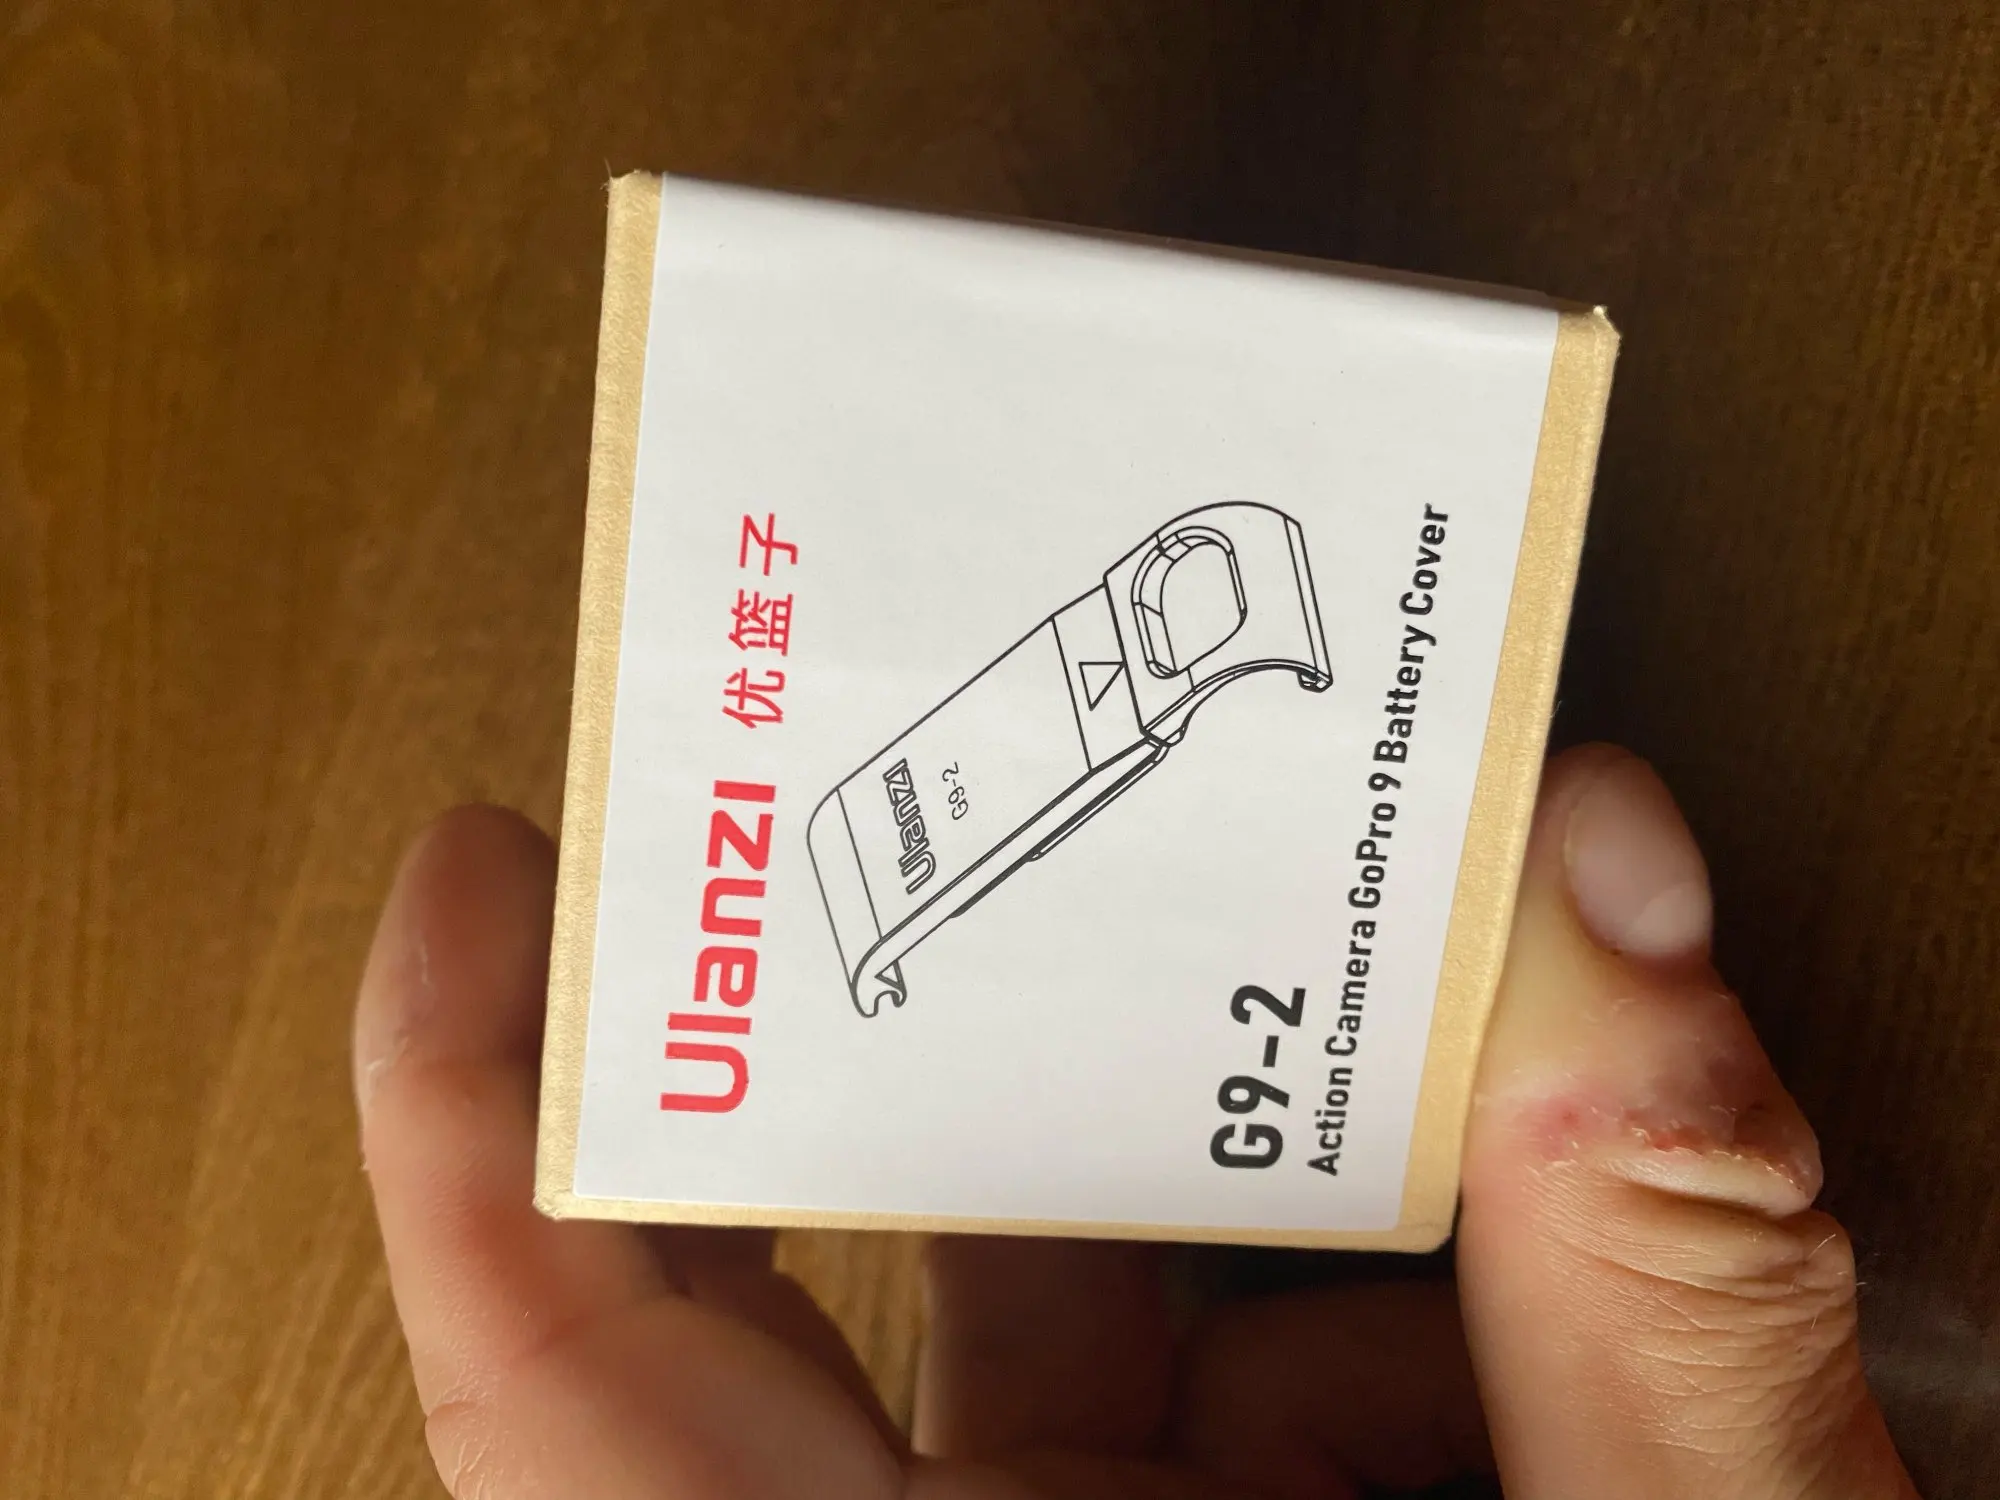 Ulanzi 优篮子
Ulanzi
G9-2
G9-2
Action Camera GoPro 9 Battery Cover